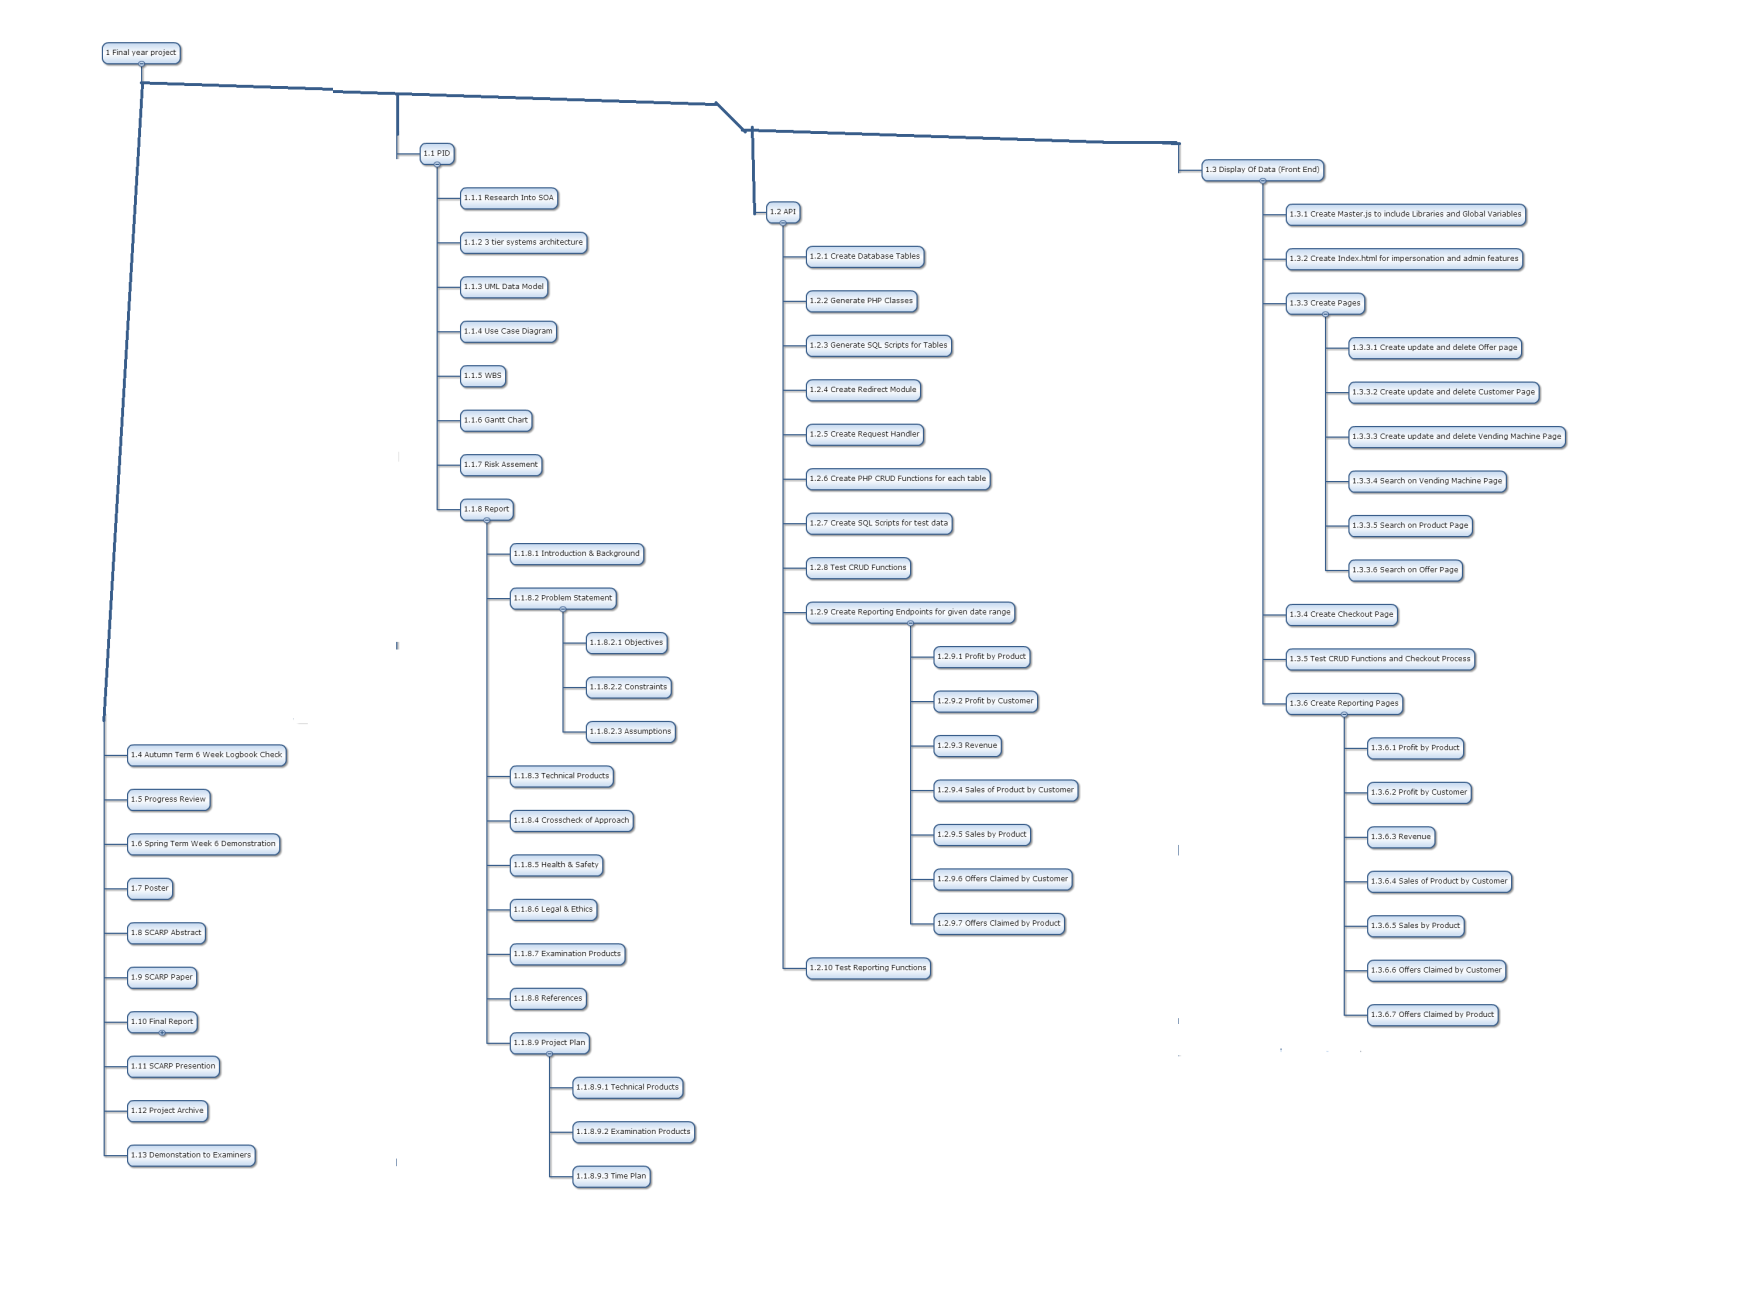 1 Final year project
1.1 PID
1.1.1 Research Into SOA
1.1.2 3 tier systems architecture
1.1.3 UML Data Model
1.1.4 Use Case Diagram
1.1.5 WBS
1.1.6 Gantt Chart
1.1.7 Risk Assement
1.1.8 Report
1.1.8.1 Introduction & Background
1.1.8.2 Problem Statement
1.1.8.2.1 Objectives
1.1.8.2.2 Constraints
1.1.8.2.3 Assumptions
1.1.8.3 Technical Products
1.1.8.4 Crosscheck of Approach
1.1.8.5 Health & Safety
1.1.8.6 Legal & Ethics
1.1.8.7 Examination Products
1.1.8.8 References
1.1.8.9 Project Plan
1.1.8.9.1 Technical Products
1.1.8.9.2 Examination Products
1.1.8.9.3 Time Plan
1.2 API
1.2.1 Create Database Tables
1.2.2 Generate PHP Classes
1.2.3 Generate SQL Scripts for Tables
1.2.4 Create Redirect Module
1.2.5 Create Request Handler
1.2.6 Create PHP CRUD Functions for each table
1.2.7 Create SQL Scripts for test data
1.2.8 Test CRUD Functions
1.2.9 Create Reporting Endpoints for given date range
1.2.9.1 Profit by Product
1.2.9.2 Profit by Customer
1.2.9.3 Revenue
1.2.9.4 Sales of Product by Customer
1.2.9.5 Sales by Product
1.2.9.6 Offers Claimed by Customer
1.2.9.7 Offers Claimed by Product
1.2.10 Test Reporting Functions
1.3 Display Of Data (Front End)
1.3.1 Create Master.js to include Libraries and Global Variables
1.3.2 Create Index.html for impersonation and admin features
1.3.3 Create Pages
1.3.3.1 Create update and delete Offer page
1.3.3.2 Create update and delete Customer Page
1.3.3.3 Create update and delete Vending Machine Page
1.3.3.4 Search on Vending Machine Page
1.3.3.5 Search on Product Page
1.3.3.6 Search on Offer Page
1.3.4 Create Checkout Page
1.3.5 Test CRUD Functions and Checkout Process
1.3.6 Create Reporting Pages
1.3.6.1 Profit by Product
1.3.6.2 Profit by Customer
1.3.6.3 Revenue
1.3.6.4 Sales of Product by Customer
1.3.6.5 Sales by Product
1.3.6.6 Offers Claimed by Customer
1.3.6.7 Offers Claimed by Product
1.4 Autumn Term 6 Week Logbook Check
1.5 Progress Review
1.6 Spring Term Week 6 Demonstration
1.7 Poster
1.8 SCARP Abstract
1.9 SCARP Paper
1.10 Final Report
1.11 SCARP Presention
1.12 Project Archive
1.13 Demonstation to Examiners